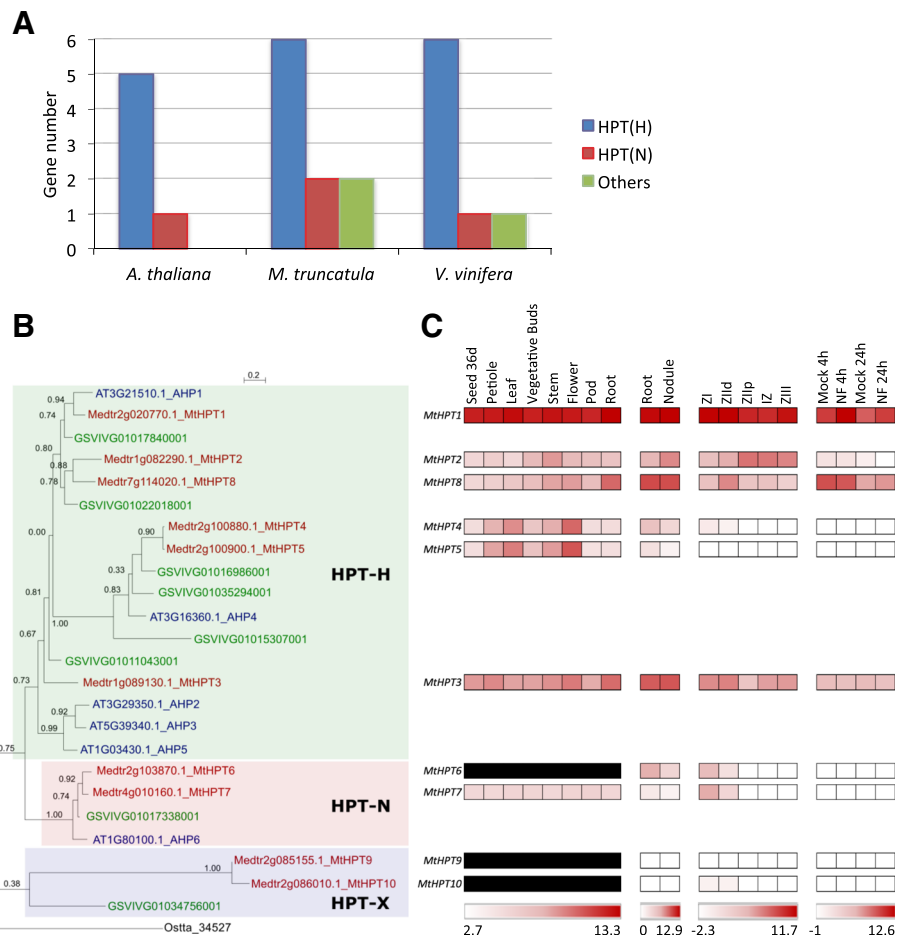 A
Gene number
6
5
4
3
2
1
0
A. thaliana
M. truncatula
V. vinifera
HPT(H)
HPT(N)
Others
B
0.2
AT3G21510.1_AHP1
0.94
Medtr2g020770.1_MtHPT1
0.74
GSVIVG01017840001
0.80
Medtr1g082290.1_MtHPT2
0.88
Medtr7g114020.1_MtHPT8
0.78
GSVIVG01022018001
Medtr2g100880.1_MtHPT4
0.90
0.00
Medtr2g100900.1_MtHPT5
GSVIVG01016986001
0.33
HPT-H
GSVIVG01035294001
0.83
0.81
AT3G16360.1_AHP4
1.00
GSVIVG01015307001
0.67
GSVIVG01011043001
Medtr1g089130.1_MtHPT3
0.73
AT3G29350.1_AHP2
0.92
AT5G39340.1_AHP3
0.99
AT1G03430.1_AHP5
0.75
Medtr2g103870.1_MtHPT6
0.92
Medtr4g010160.1_MtHPT7
0.74
HPT-N
GSVIVG01017338001
1.00
AT1G80100.1_AHP6
Medtr2g085155.1_MtHPT9
1.00
Medtr2g086010.1_MtHPT10
0.38
GSVIVG01034756001
HPT-X
Ostta_34527
C
Seed 36d
Petiole
Leaf
Vegetative Buds
Stem
Flower
Pod
Root
Root
Nodule
ZI
ZIId
ZIIp
IZ
ZIII
Mock 4h
NF 4h
Mock 24h
NF 24h
MtHPT1
MtHPT2
MtHPT8
MtHPT4
MtHPT5
MtHPT3
MtHPT6
MtHPT7
MtHPT9
MtHPT10
2.7 13.3
0 12.9
-2.3 11.7
-1 12.6